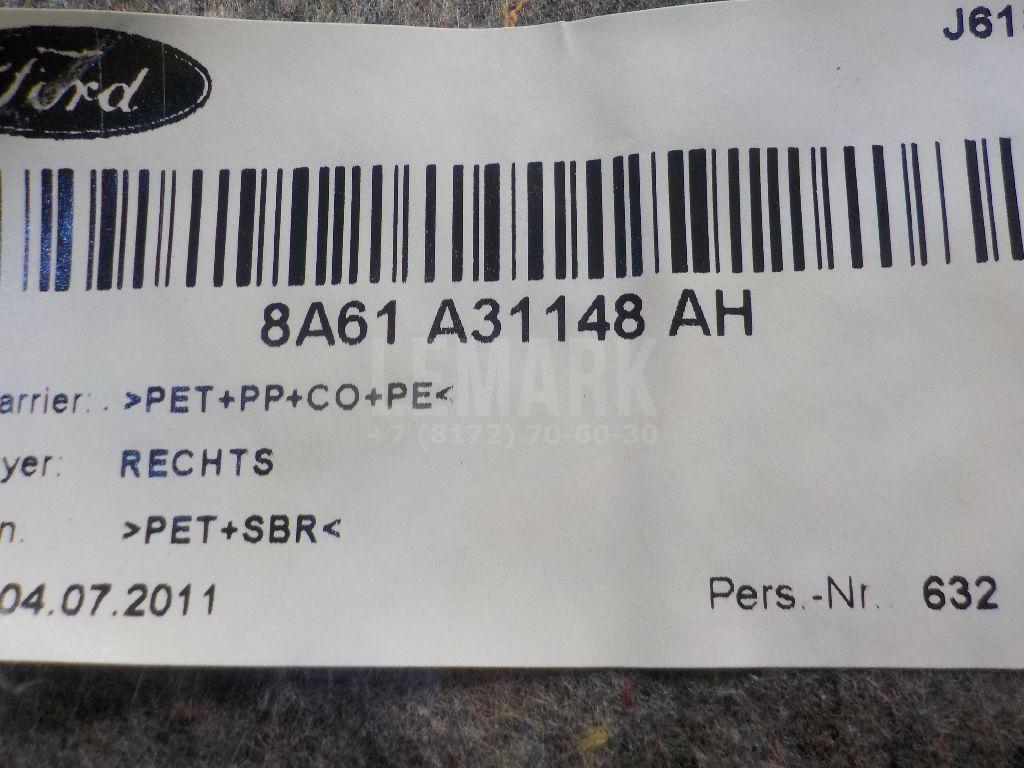 Ford
J61
8A61 A31148 AH
LEMARK
+7 (8172) 70-60-30
arrier: . >PET+PP+CO+PE<
yer: RECHTS
n. >PET+SBR<
04.07.2011 Pers.-Nr. 632